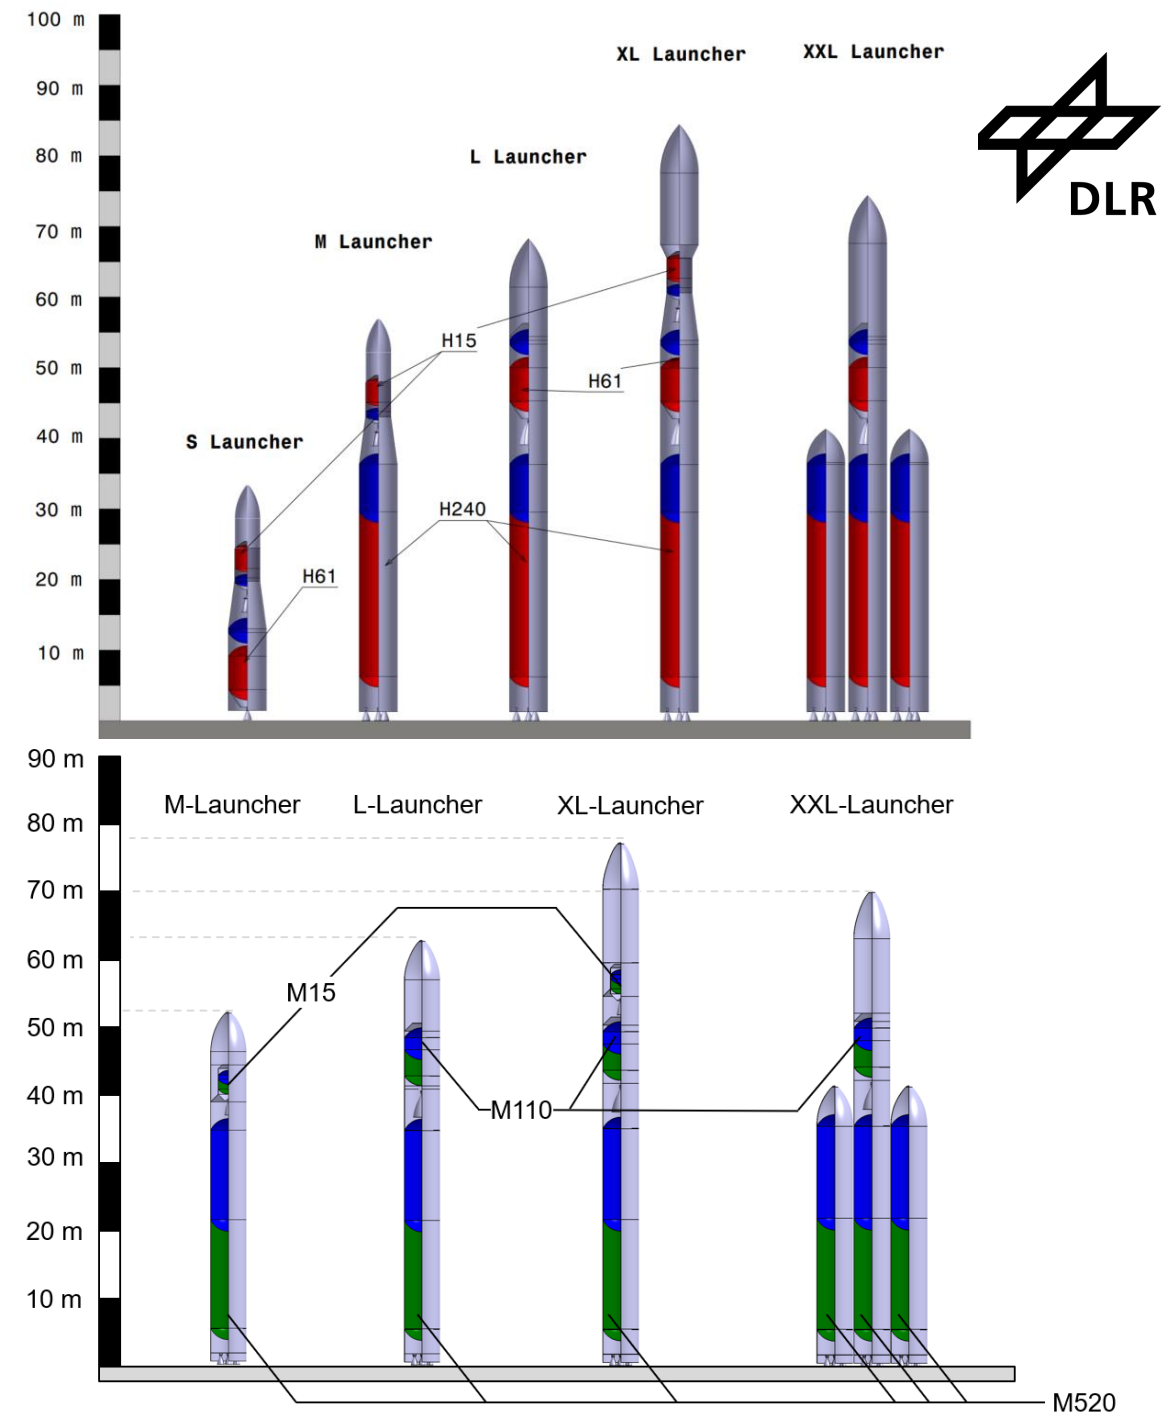 100 m
90 m
80 m
70 m
60 m
50 m
40 m
30 m
20 m
10 m
XL Launcher
XXL Launcher
L Launcher
M Launcher
S Launcher
H15
H61
H240
H61
DLR
90 m
80 m
70 m
60 m
50 m
40 m
30 m
20 m
10 m
M-Launcher
L-Launcher
XL-Launcher
XXL-Launcher
M15
M110
M520